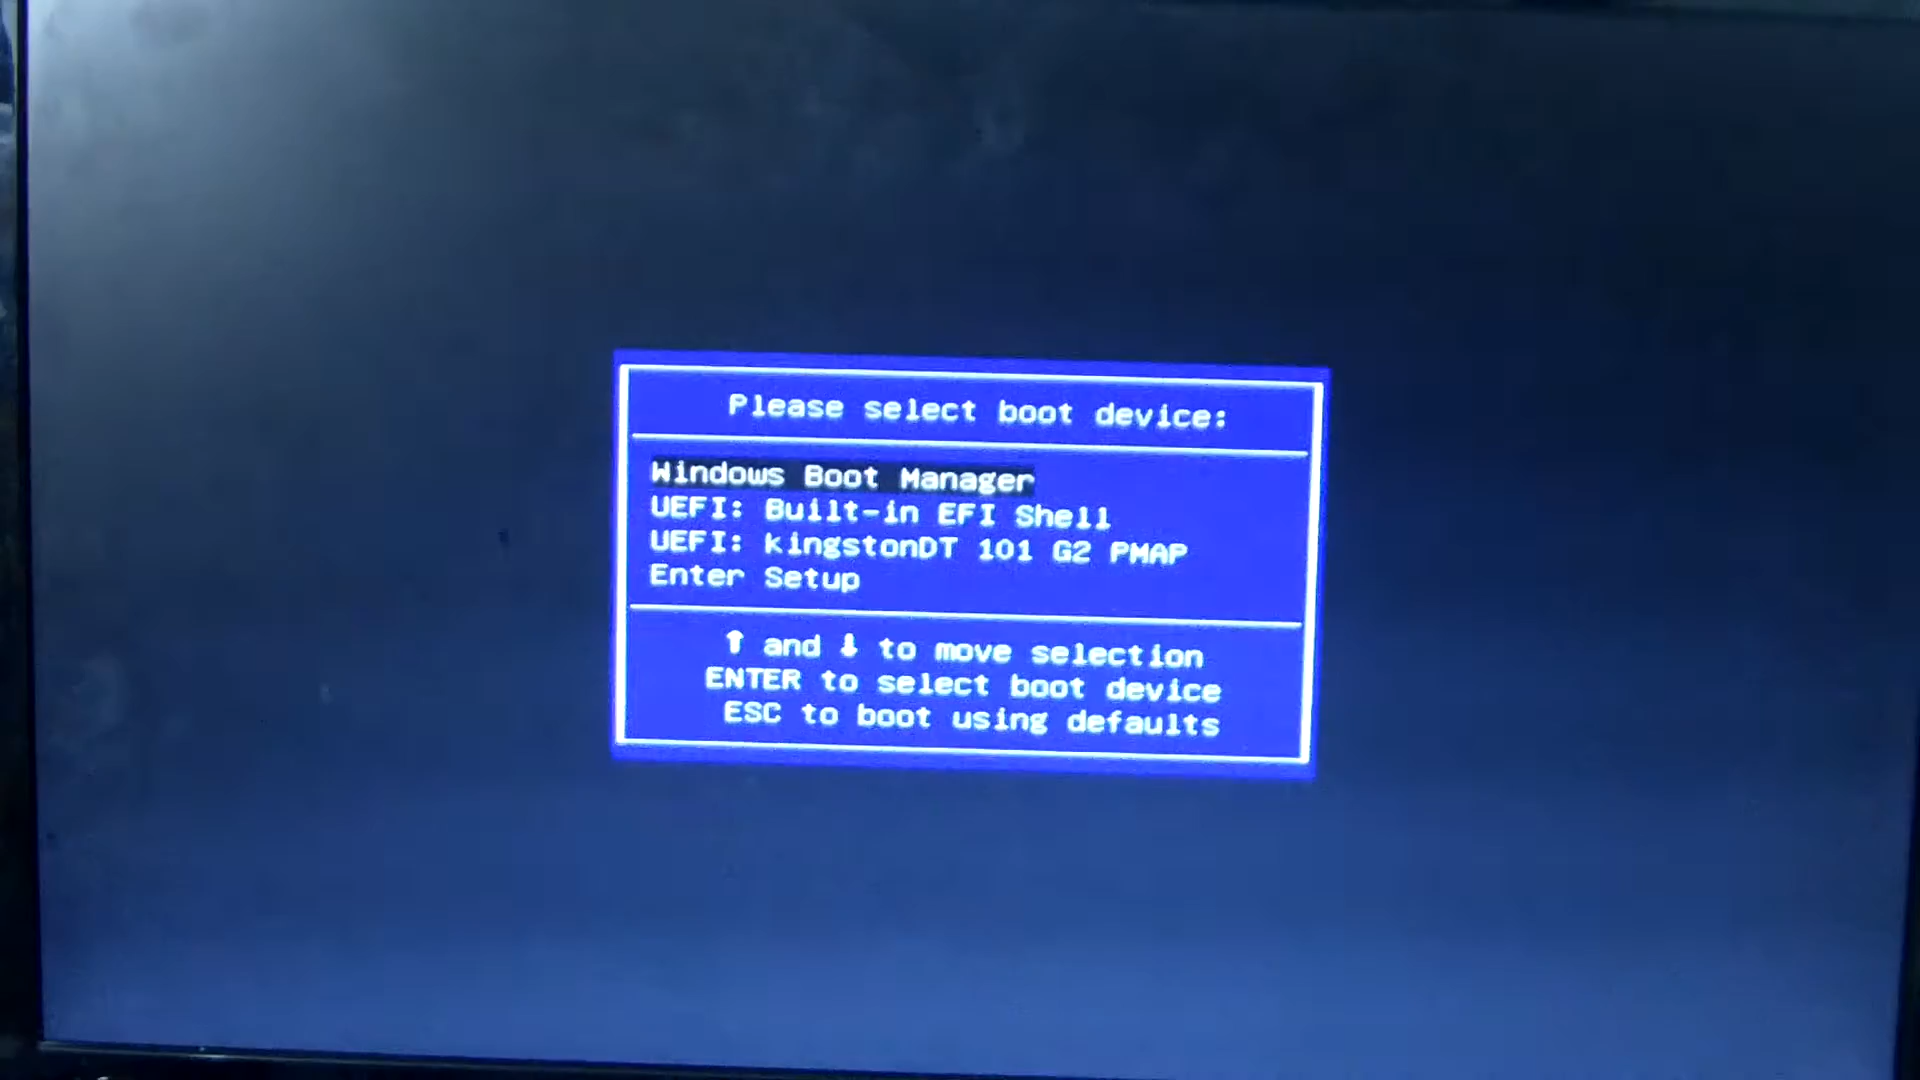 Please select boot device:
Windows Boot Manager
UEFI: Built-in EFI Shell
UEFI: kingstonDT 101 G2 PMAP
Enter Setup
↑ and ↓ to move selection
ENTER to select boot device
ESC to boot using defaults